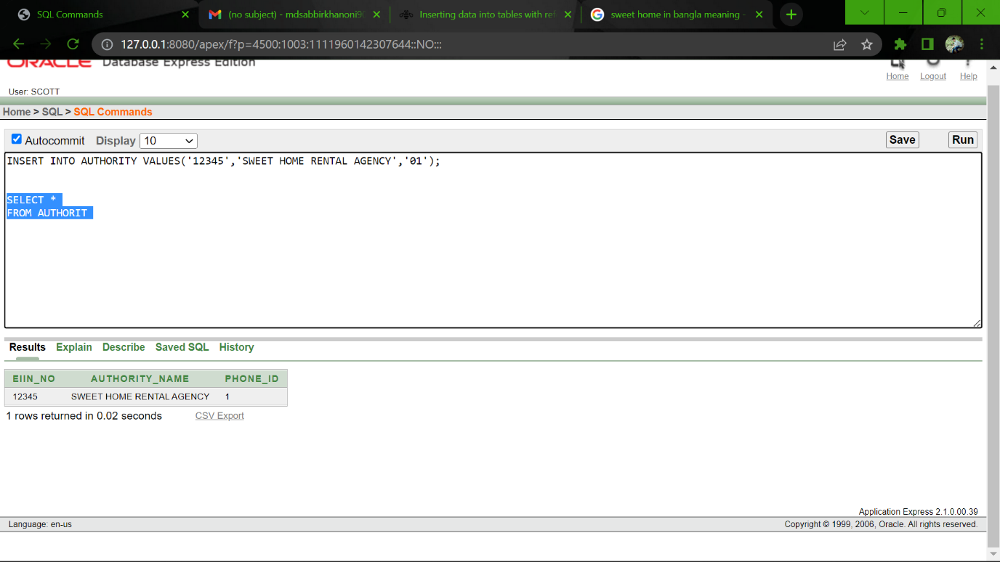 SQL Commands
(no subject) - mdsabbirkhanoni90
Inserting data into tables with ref
sweet home in bangla meaning -
127.0.0.1:8080/apex/f?p=4500:1003:1111960142307644::NO:::
ORACLE Database Express Edition
Home Logout Help
User: SCOTT
Home > SQL > SQL Commands
Autocommit Display 10 Save Run
INSERT INTO AUTHORITY VALUES('12345','SWEET HOME RENTAL AGENCY','01');
SELECT *
FROM AUTHORIT
Results Explain Describe Saved SQL History
EIIN_NO AUTHORITY_NAME PHONE_ID
12345 SWEET HOME RENTAL AGENCY 1
1 rows returned in 0.02 seconds CSV Export
Application Express 2.1.0.00.39
Language: en-us Copyright © 1999, 2006, Oracle. All rights reserved.